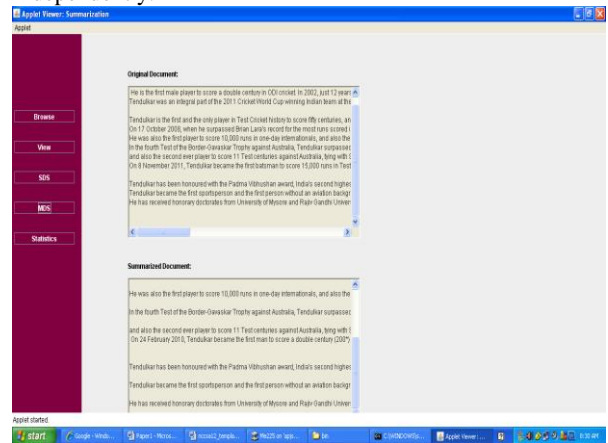 Applet Viewer: Summarization
Applet
Original Document:
He is the first male player to score a double century in ODI cricket. In 2002, just 12 years
Tendulkar was an integral part of the 2011 Cricket World Cup winning Indian team at the
Tendulkar is the first and the only player in Test Cricket history to score fifty centuries, an
On 17 October 2008, when he surpassed Brian Lara's record for the most runs scored i
He was also the first player to score 10,000 runs in one-day internationals, and also the
In the fourth Test of the Border-Gavaskar Trophy against Australia, Tendulkar surpassed
and also the second ever player to score 11 Test centuries against Australia, tying with S
On 8 November 2011, Tendulkar became the first batsman to score 15,000 runs in Test
Tendulkar has been honoured with the Padma Vibhushan award, India's second highes
Tendulkar became the first sportsperson and the first person without an aviation backgr
He has received honorary doctorates from University of Mysore and Rajiv Gandhi Univer
Browse
View
SDS
MDS
Statistics
Summarized Document:
He was also the first player to score 10,000 runs in one-day internationals, and also the
In the fourth Test of the Border-Gavaskar Trophy against Australia, Tendulkar surpassec
and also the second ever player to score 11 Test centuries against Australia, tying with S
On 24 February 2010, Tendulkar became the first man to score a double century (200*)
Tendulkar has been honoured with the Padma Vibhushan award, India's second highes
Tendulkar became the first sportsperson and the first person without an aviation backgr
He has received honorary doctorates from University of Mysore and Rajiv Gandhi Univer
Applet started.
start Google - Windo... Paper1 - Micros... bin C:\WINDOWS\s... Applet Viewer: ...